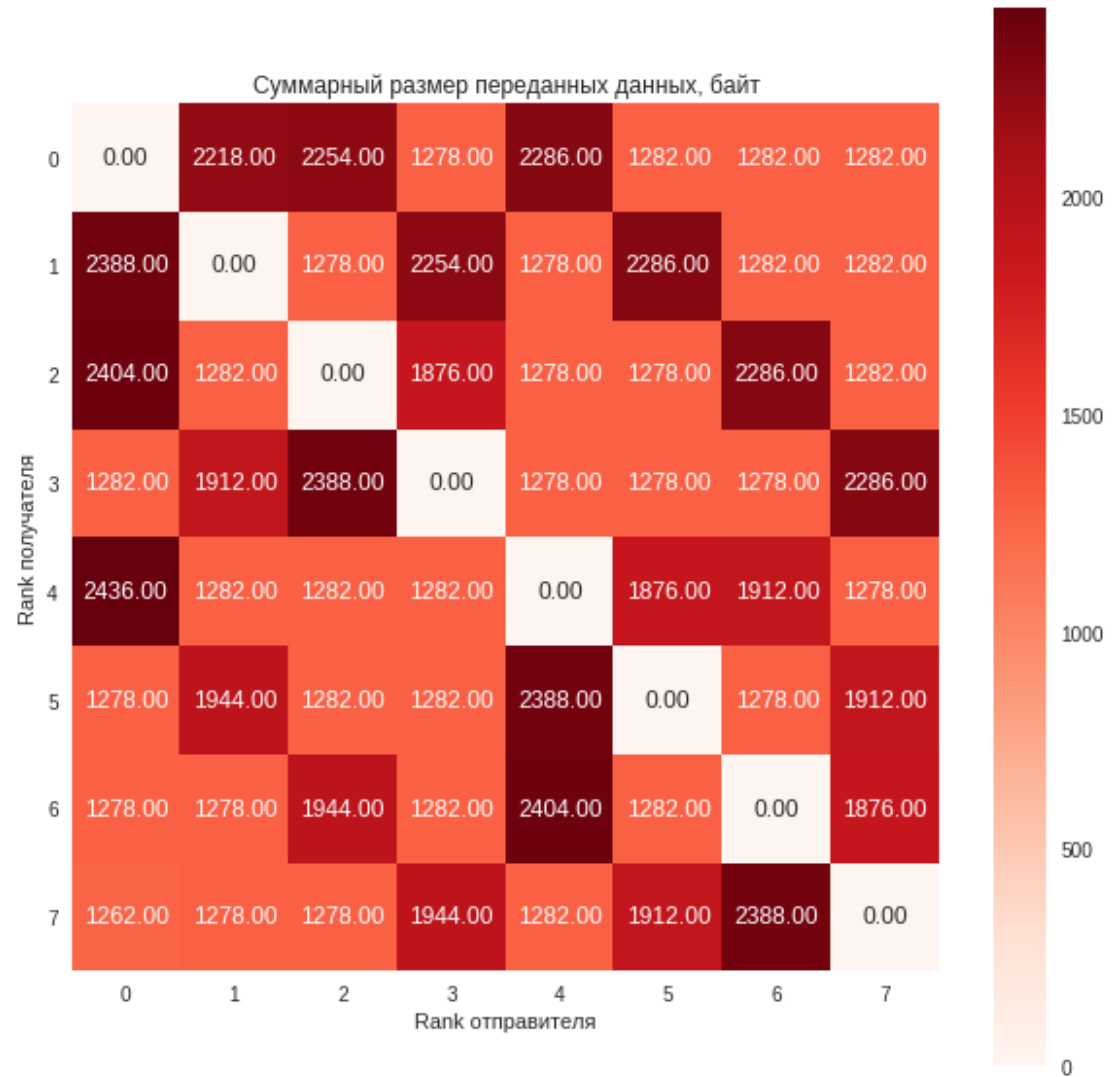 Суммарный размер переданных данных, байт
0 0.00 2218.00 2254.00 1278.00 2286.00 1282.00 1282.00 1282.00
1 2388.00 0.00 1278.00 2254.00 1278.00 2286.00 1282.00 1282.00
2 2404.00 1282.00 0.00 1876.00 1278.00 1278.00 2286.00 1282.00
3 1282.00 1912.00 2388.00 0.00 1278.00 1278.00 1278.00 2286.00
4 2436.00 1282.00 1282.00 1282.00 0.00 1876.00 1912.00 1278.00
5 1278.00 1944.00 1282.00 1282.00 2388.00 0.00 1278.00 1912.00
6 1278.00 1278.00 1944.00 1282.00 2404.00 1282.00 0.00 1876.00
7 1262.00 1278.00 1278.00 1944.00 1282.00 1912.00 2388.00 0.00
0 1 2 3 4 5 6 7
Rank отправителя
Rank получателя
2000
1500
1000
500
0